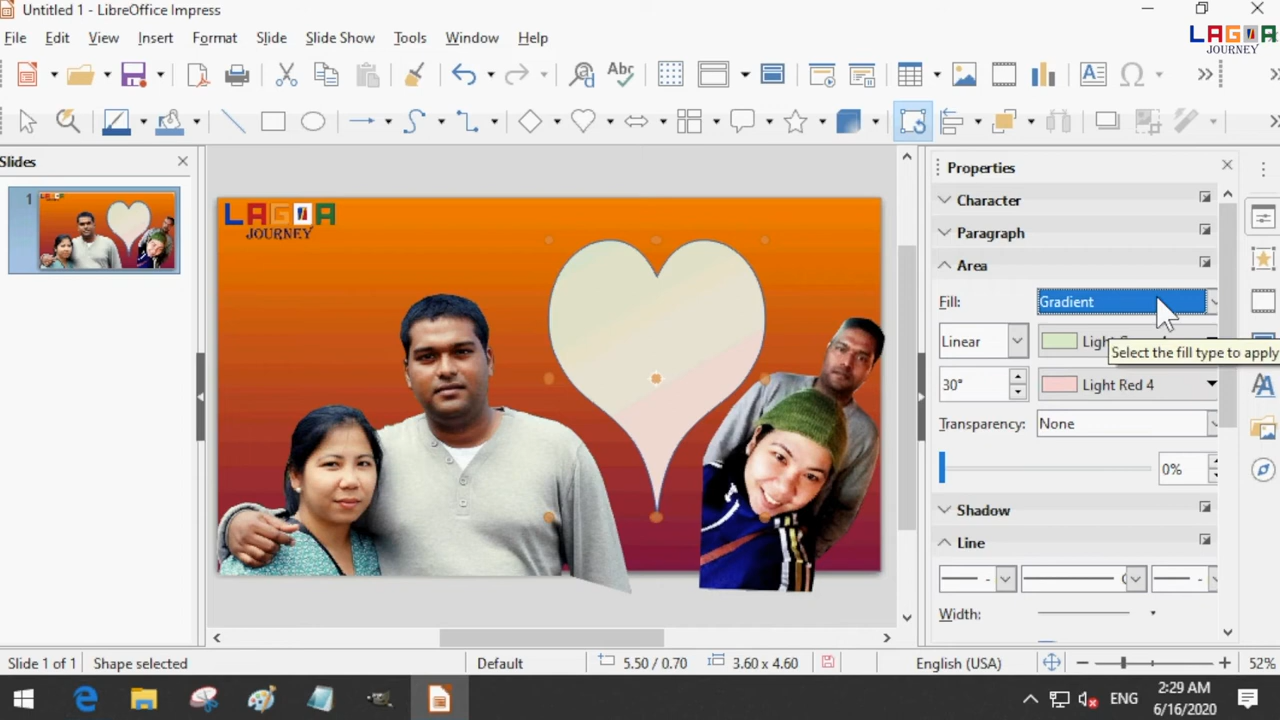 Untitled 1 - LibreOffice Impress
File Edit View Insert Format Slide Slide Show Tools Window Help
LAGOA
JOURNEY
Abc
Slides
1
LAGOA
JOURNEY
Properties
Character
Paragraph
Area
Fill: Gradient
Linear
Select the fill type to apply
30° Light Red 4
Transparency: None
0%
Shadow
Line
Width:
Slide 1 of 1 Shape selected Default 5.50 / 0.70 3.60 x 4.60 English (USA) 52%
ENG
2:29 AM
6/16/2020